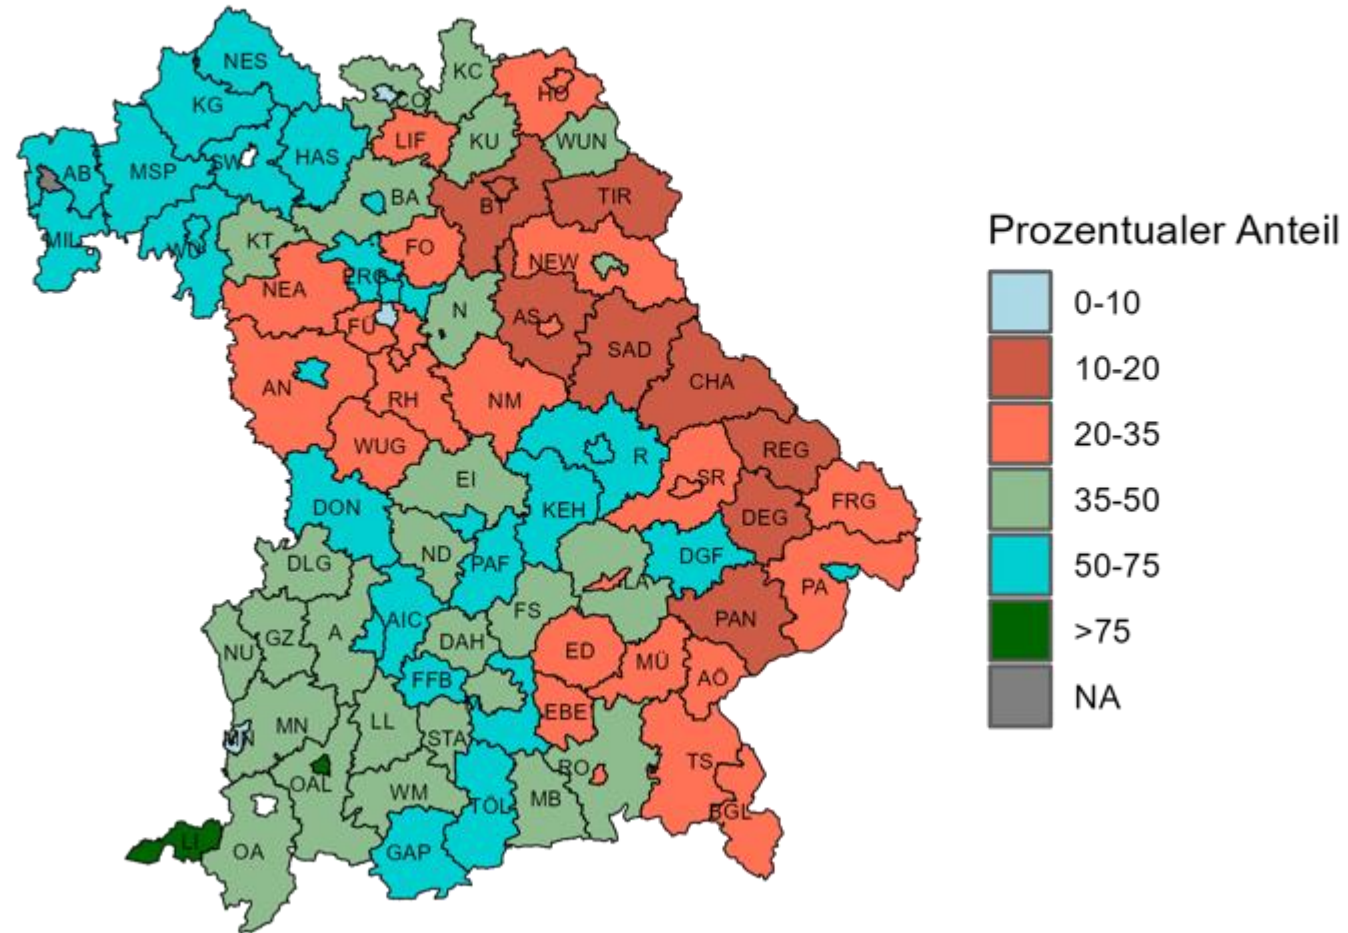 NES
KC
KG
CO
HO
LIF
KU
WUN
AB
MSP
SW
HAS
BA
BT
TIR
MIL
WÜ
KT
FO
NEW
ERH
NEA
N
AS
FÜ
SAD
AN
RH
NM
CHA
WUG
REG
EI
R
SR
FRG
DON
KEH
DEG
DLG
ND
PAF
DGF
LA
PA
AIC
FS
PAN
NU
GZ
A
DAH
ED
MÜ
AÖ
FFB
M
EBE
MN
LL
STA
MN
TS
RO
OAL
WM
TÖL
MB
BGL
LI
OA
GAP
Prozentualer Anteil
0-10
10-20
20-35
35-50
50-75
>75
NA